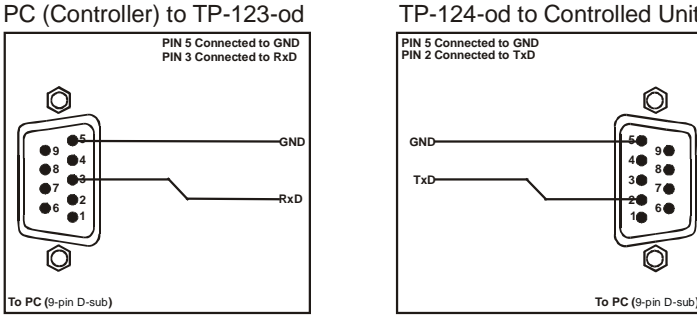 PC (Controller) to TP-123-od
PIN 5 Connected to GND
PIN 3 Connected to RxD
5
9
4
8
3
7
2
6
1
GND
RxD
To PC (9-pin D-sub)
TP-124-od to Controlled Unit
PIN 5 Connected to GND
PIN 2 Connected to TxD
GND
TxD
5
9
4
8
3
7
2
6
1
To PC (9-pin D-sub)